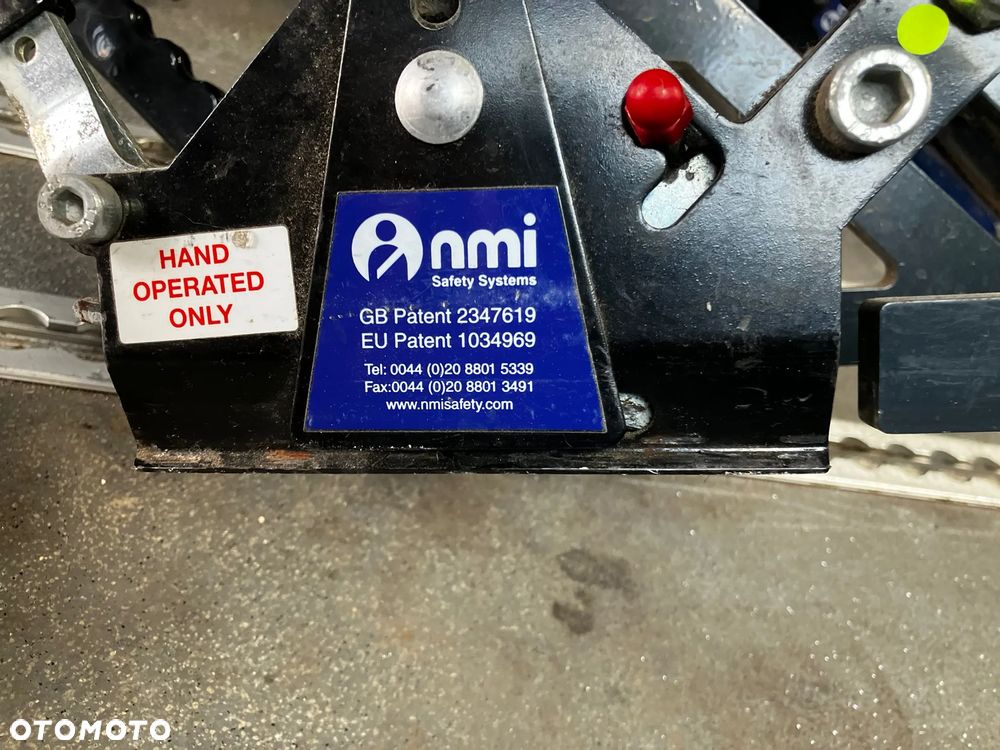 HAND
OPERATED
ONLY
nmi
Safety Systems
GB Patent 2347619
EU Patent 1034969
Tel: 0044 (0)20 8801 5339
Fax:0044 (0)20 8801 3491
www.nmisafety.com
OTOMOTO